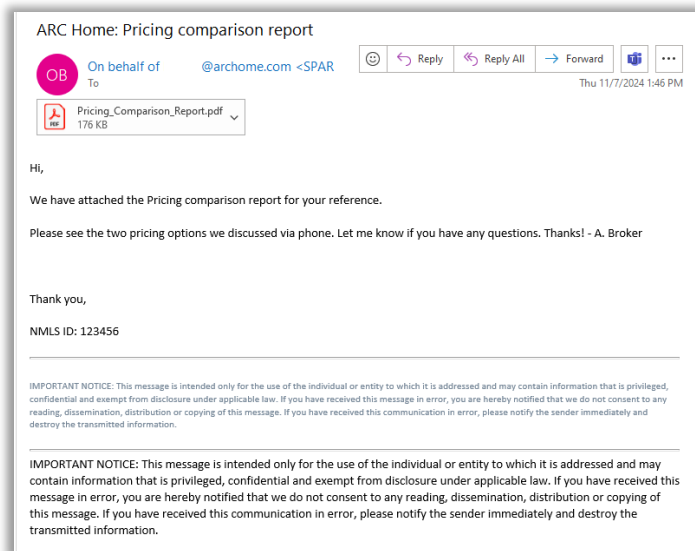 ARC Home: Pricing comparison report
OB
On behalf of @archome.com <SPAR
To
Reply
Reply All
Forward
Thu 11/7/2024 1:46 PM
PDF
Pricing_Comparison_Report.pdf
176 KB
Hi,
We have attached the Pricing comparison report for your reference.
Please see the two pricing options we discussed via phone. Let me know if you have any questions. Thanks! - A. Broker
Thank you,
NMLS ID: 123456
IMPORTANT NOTICE: This message is intended only for the use of the individual or entity to which it is addressed and may contain information that is privileged,
confidential and exempt from disclosure under applicable law. If you have received this message in error, you are hereby notified that we do not consent to any
reading, dissemination, distribution or copying of this message. If you have received this communication in error, please notify the sender immediately and
destroy the transmitted information.
IMPORTANT NOTICE: This message is intended only for the use of the individual or entity to which it is addressed and may
contain information that is privileged, confidential and exempt from disclosure under applicable law. If you have received this
message in error, you are hereby notified that we do not consent to any reading, dissemination, distribution or copying of
this message. If you have received this communication in error, please notify the sender immediately and destroy the
transmitted information.